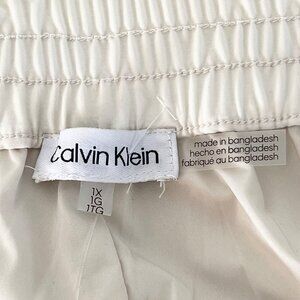 Calvin Klein
1X
1G
1TG
made in bangladesh
hecho en bangladesh
fabriqué au bangladesh